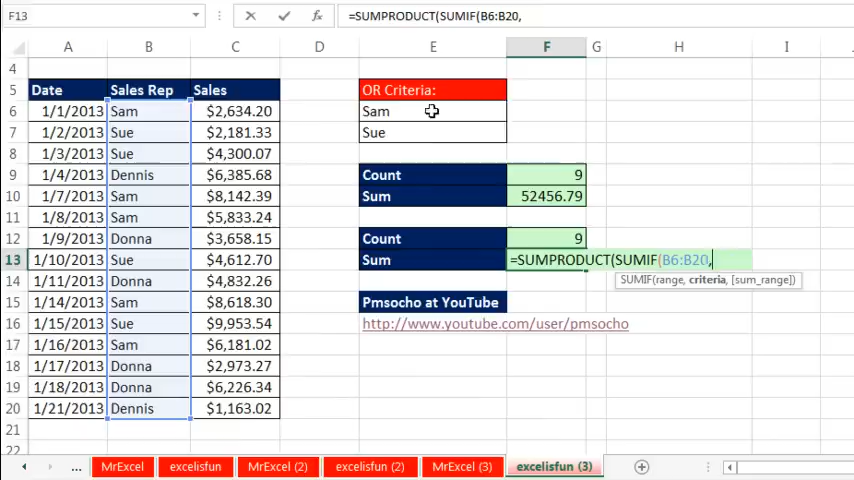 F13 =SUMPRODUCT(SUMIF(B6:B20,
A B C D E F G H I
4
5 Date Sales Rep Sales OR Criteria:
6 1/1/2013 Sam $2,634.20 Sam
7 1/2/2013 Sue $2,181.33 Sue
8 1/3/2013 Sue $4,300.07
9 1/4/2013 Dennis $6,385.68 Count 9
10 1/7/2013 Sam $8,142.39 Sum 52456.79
11 1/8/2013 Sam $5,833.24
12 1/9/2013 Donna $3,658.15 Count 9
13 1/10/2013 Sue $4,612.70 Sum =SUMPRODUCT(SUMIF(B6:B20,
14 1/11/2013 Donna $4,832.26 SUMIF(range, criteria, [sum_range])
15 1/14/2013 Sam $8,618.30 Pmsocho at YouTube
16 1/15/2013 Sue $9,953.54 http://www.youtube.com/user/pmsocho
17 1/16/2013 Sam $6,181.02
18 1/17/2013 Donna $2,973.27
19 1/18/2013 Donna $6,226.34
20 1/21/2013 Dennis $1,163.02
21
22
... MrExcel excelisfun MrExcel (2) excelisfun (2) MrExcel (3) excelisfun (3)